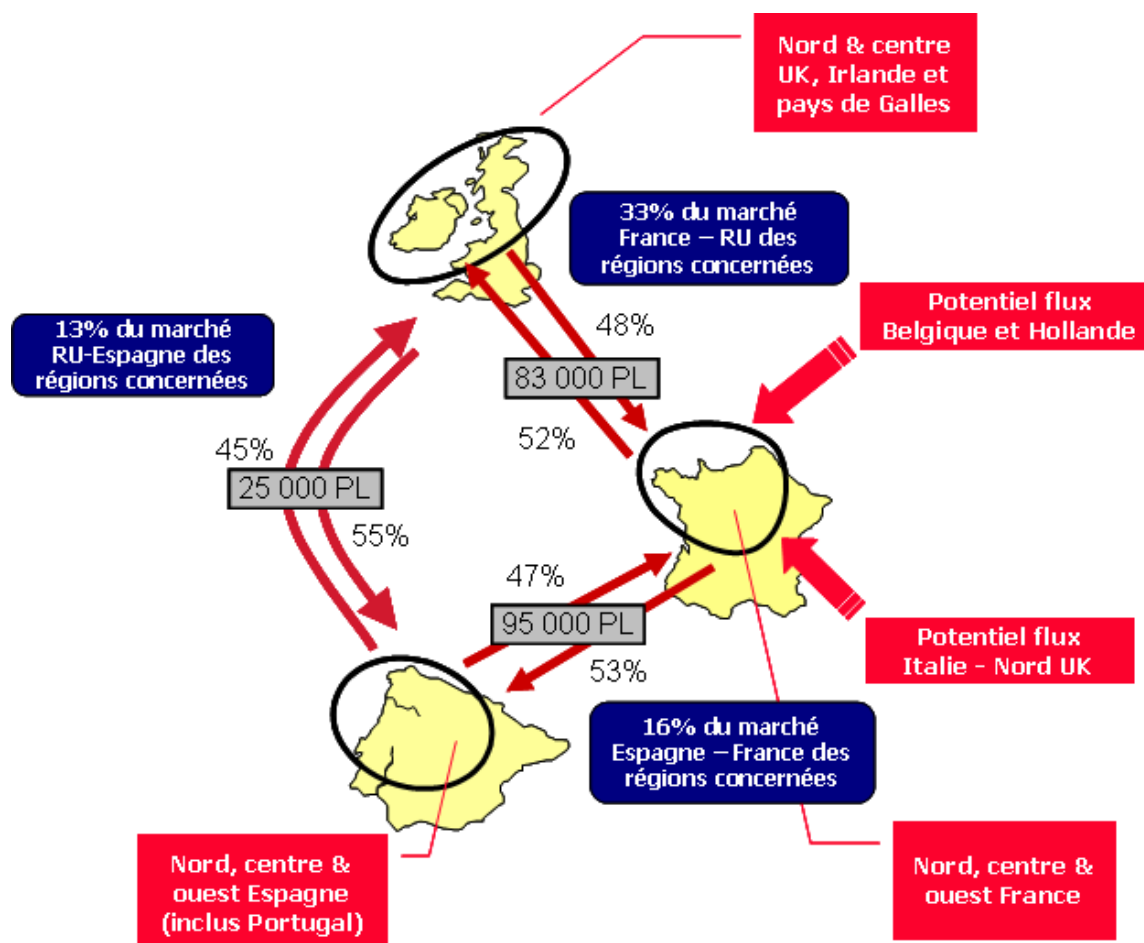 Nord & centre
UK, Irlande et
pays de Galles
33% du marché
France – RU des
régions concernées
Potentiel flux
Belgique et Hollande
13% du marché
RU-Espagne des
régions concernées
48%
83 000 PL
52%
45%
25 000 PL
55%
47%
95 000 PL
53%
Potentiel flux
Italie - Nord UK
16% du marché
Espagne – France des
régions concernées
Nord, centre &
ouest Espagne
(inclus Portugal)
Nord, centre &
ouest France